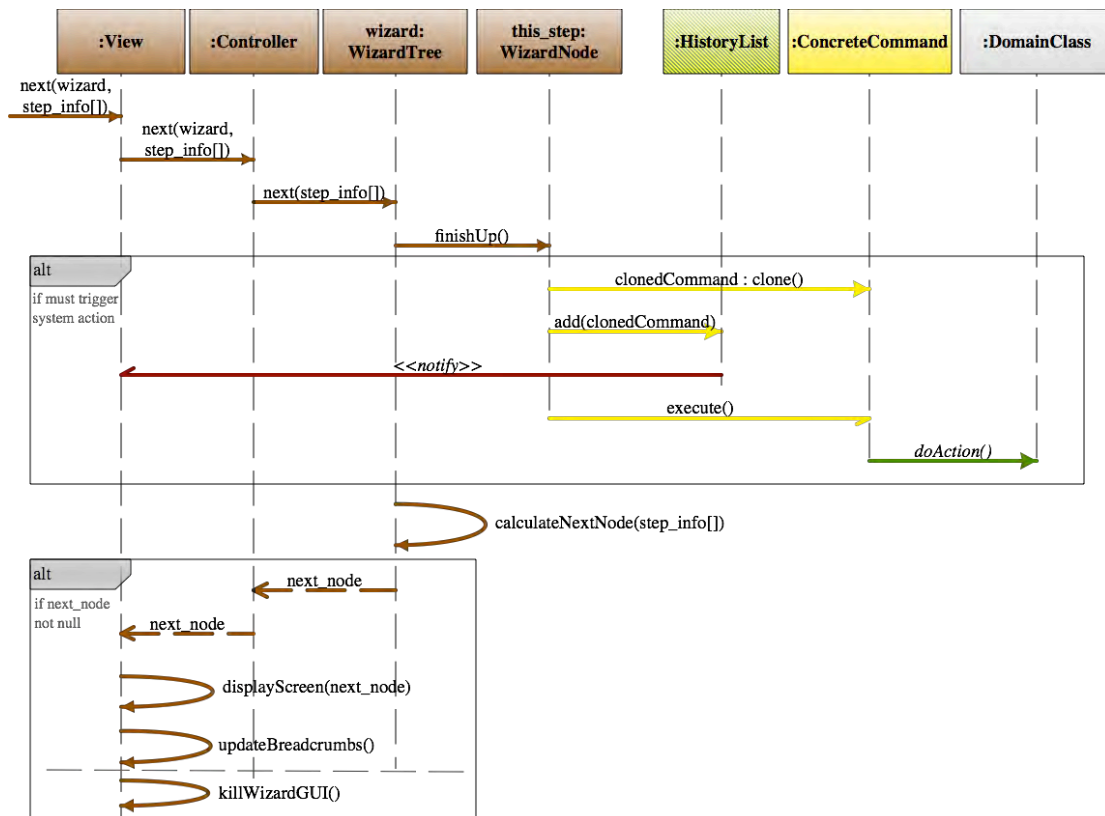 :View
:Controller
wizard:
WizardTree
this_step:
WizardNode
:HistoryList
:ConcreteCommand
:DomainClass
next(wizard,
step_info[])
next(wizard,
step_info[])
next(step_info[])
finishUp()
alt
if must trigger
system action
clonedCommand : clone()
add(clonedCommand)
<<notify>>
execute()
doAction()
calculateNextNode(step_info[])
alt
if next_node
not null
next_node
next_node
displayScreen(next_node)
updateBreadcrumbs()
killWizardGUI()